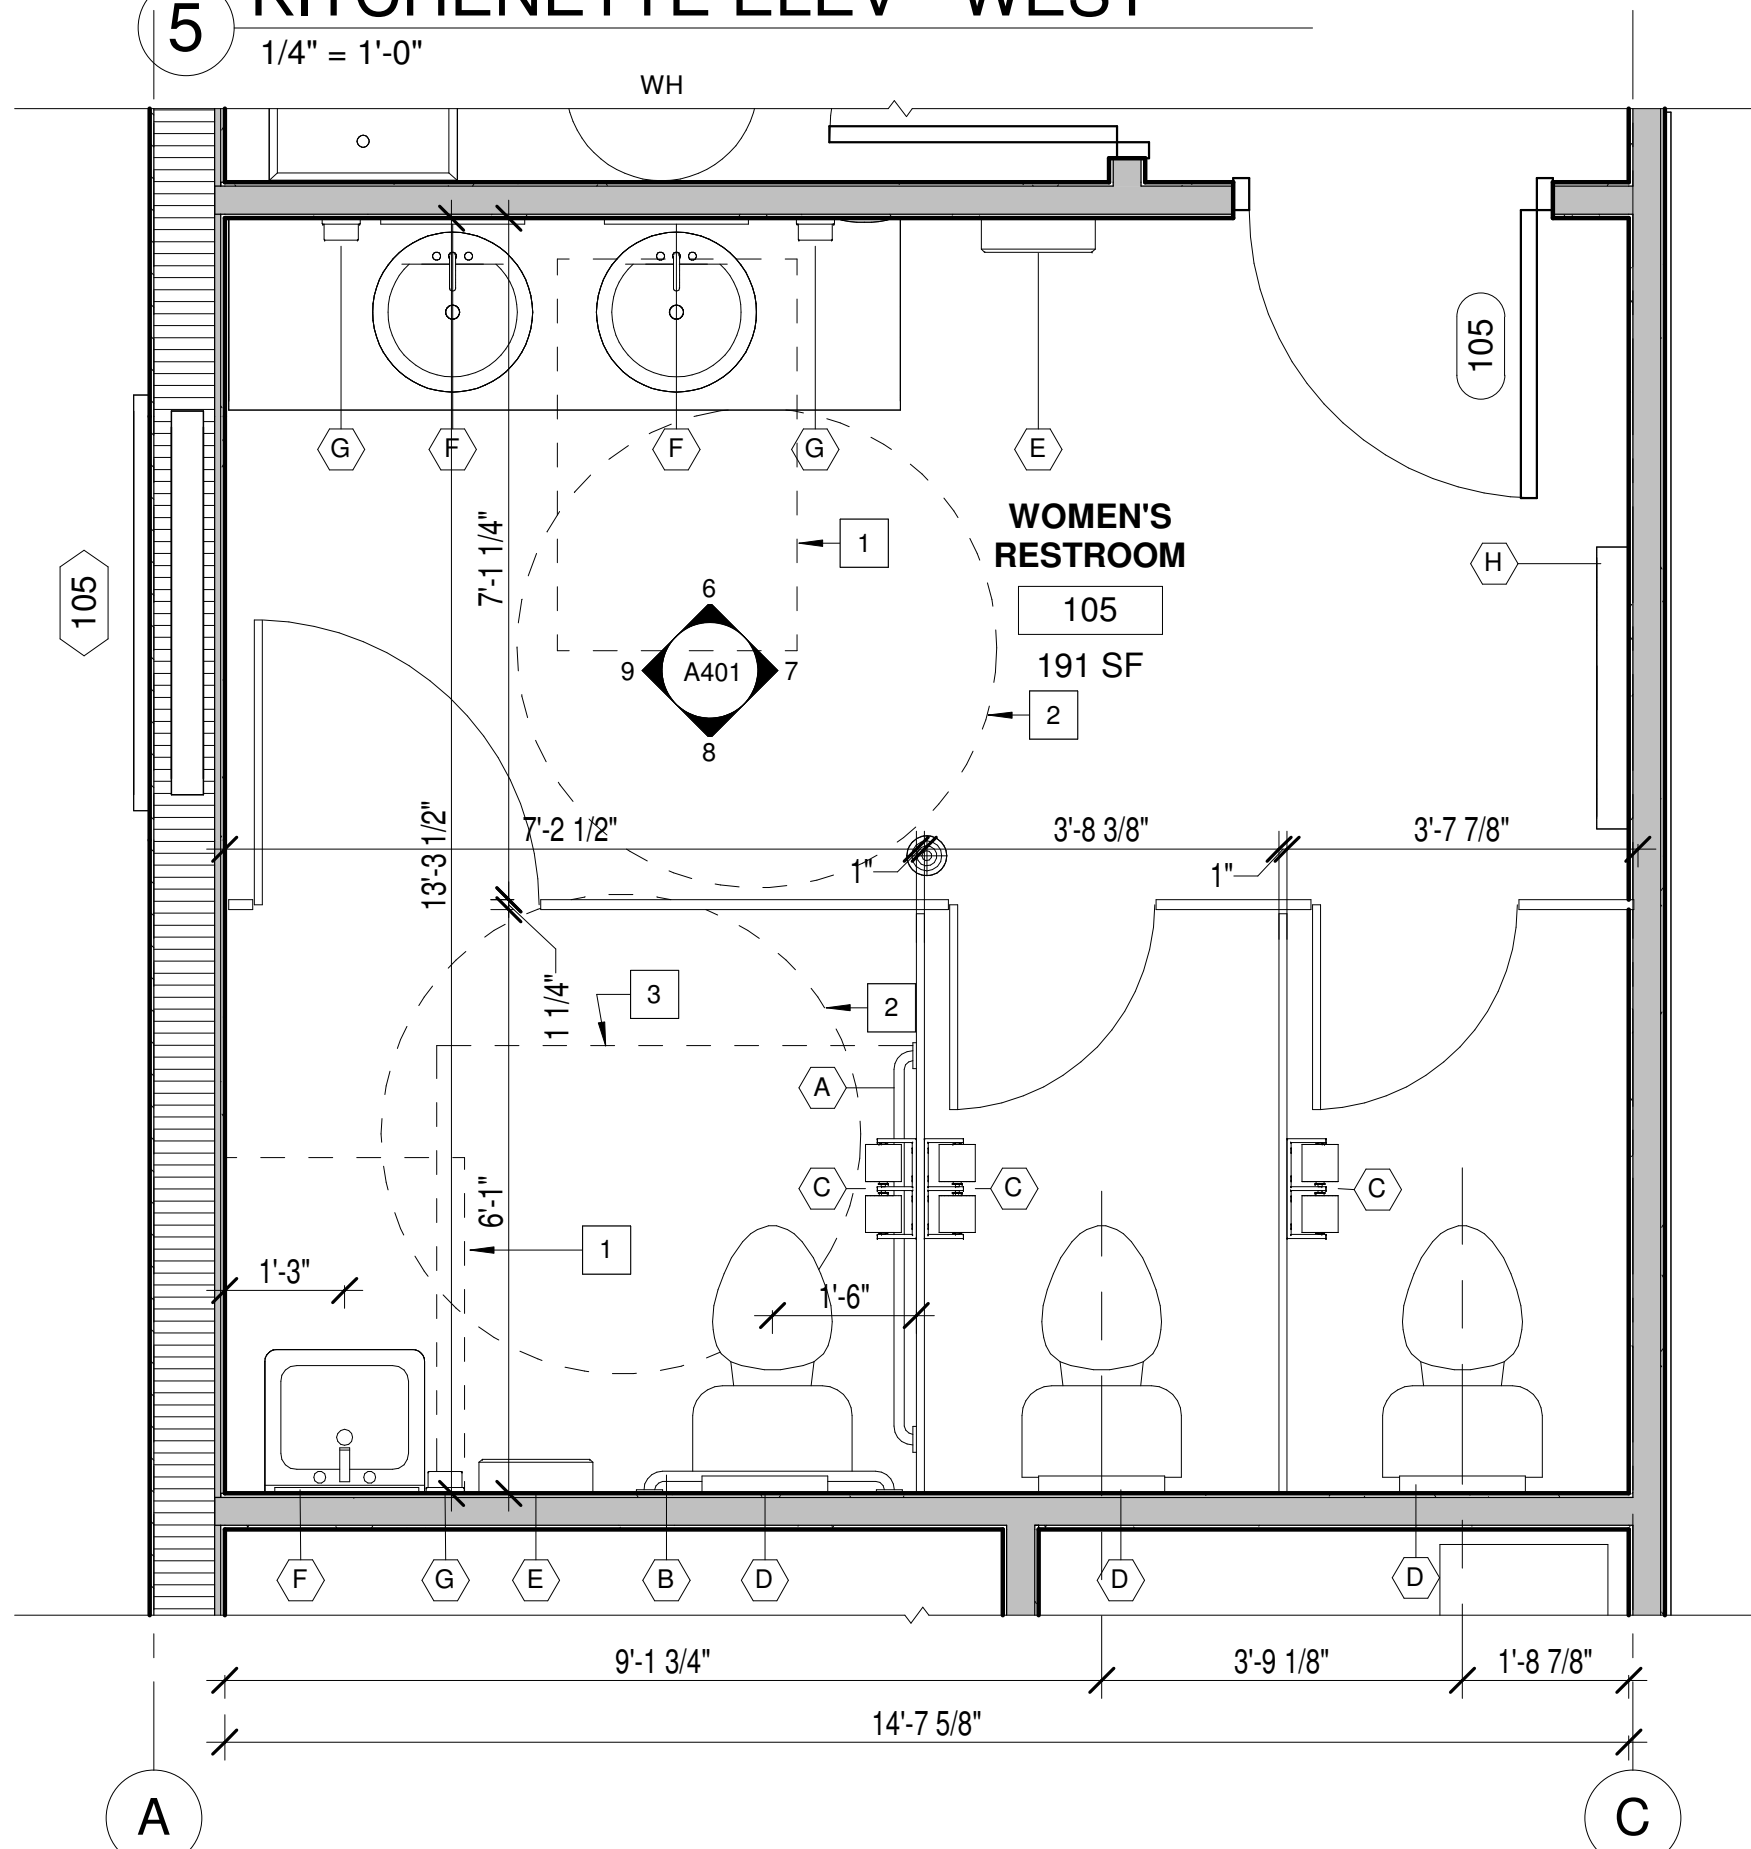 5
KITCHENETTE ELEV - WEST
1/4" = 1'-0"
WH
105
G
F
F
G
E
WOMEN'S
RESTROOM
105
191 SF
1
H
105
7'-1 1/4"
6
9
A401
7
8
2
13'-3 1/2"
7'-2 1/2"
3'-8 3/8"
3'-7 7/8"
1"
1"
1 1/4"
3
2
A
C
C
C
6'-1"
1
1'-3"
1'-6"
F
G
E
B
D
D
D
9'-1 3/4"
3'-9 1/8"
1'-8 7/8"
14'-7 5/8"
A
C